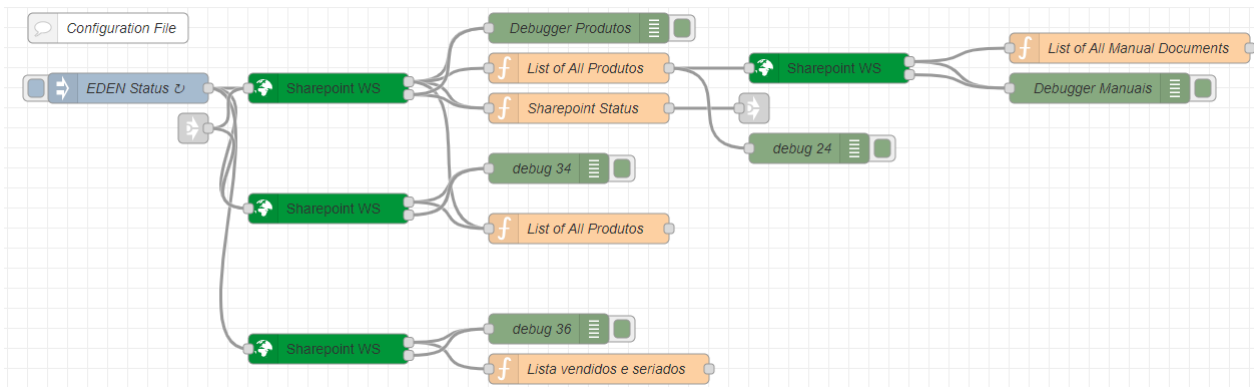 Configuration File
Debugger Produtos
List of All Manual Documents
List of All Produtos
Sharepoint WS
EDEN Status ↻
Sharepoint WS
Debugger Manuais
Sharepoint Status
debug 24
debug 34
Sharepoint WS
List of All Produtos
debug 36
Sharepoint WS
Lista vendidos e seriados